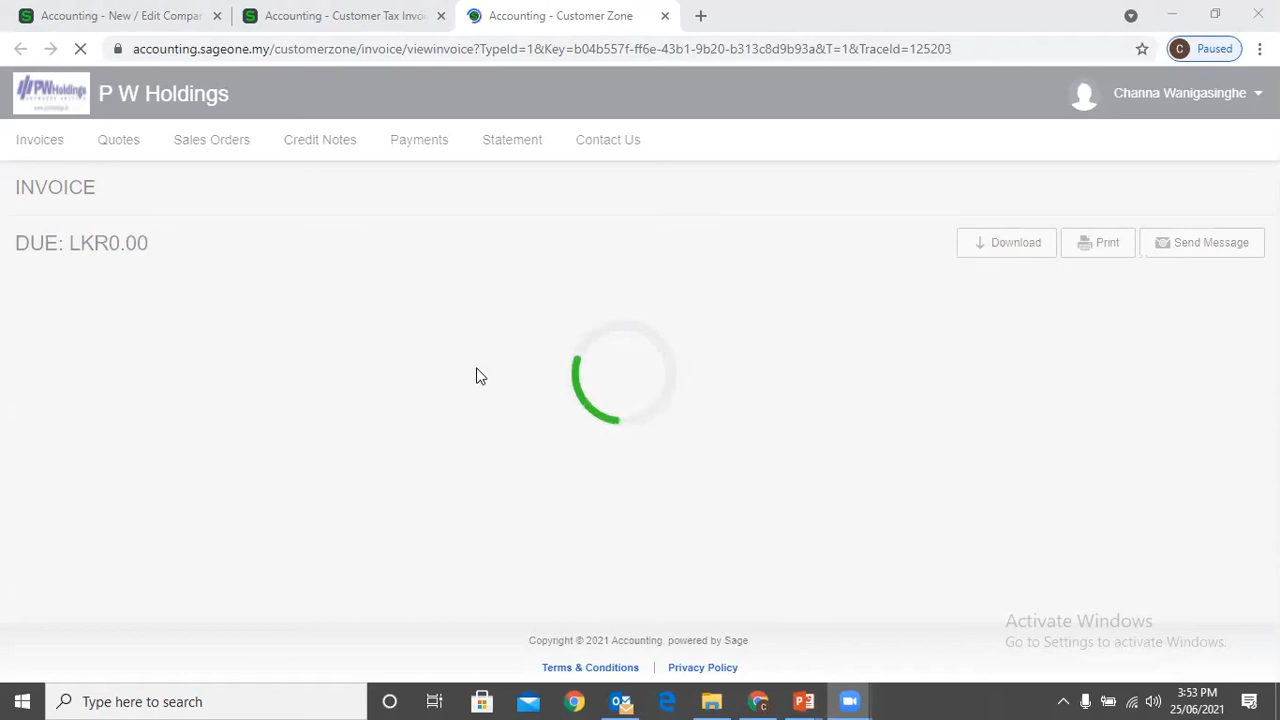 Accounting - New / Edit Compa
Accounting - Customer Tax Invoi
Accounting - Customer Zone
accounting.sageone.my/customerzone/invoice/viewinvoice?TypeId=1&Key=b04b557f-ff6e-43b1-9b20-b313c8d9b93a&T=1&TraceId=125203
C Paused
PW Holdings
P W Holdings
Channa Wanigasinghe
Invoices
Quotes
Sales Orders
Credit Notes
Payments
Statement
Contact Us
INVOICE
DUE: LKR0.00
Download
Print
Send Message
Activate Windows
Go to Settings to activate Windows.
Copyright © 2021 Accounting, powered by Sage
Terms & Conditions | Privacy Policy
Type here to search
3:53 PM
25/06/2021